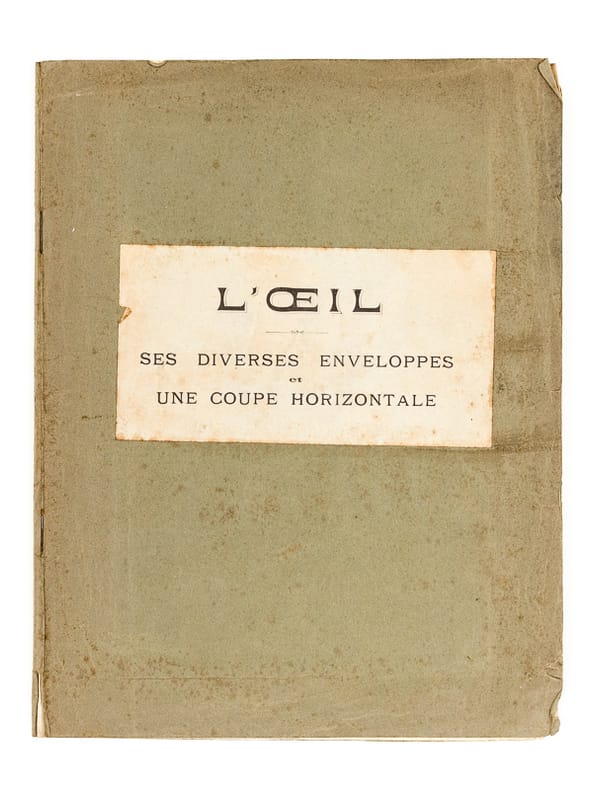 L'ŒIL
SES DIVERSES ENVELOPPES
et
UNE COUPE HORIZONTALE